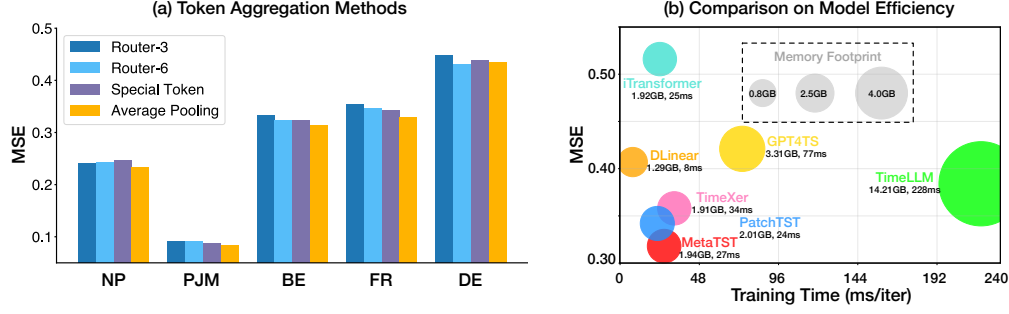 (a) Token Aggregation Methods
MSE
0.5
0.4
0.3
0.2
0.1
Router-3
Router-6
Special Token
Average Pooling
NP PJM BE FR DE
(b) Comparison on Model Efficiency
MSE
0.50
0.40
0.30
Memory Footprint
0.8GB 2.5GB 4.0GB
iTransformer
1.92GB, 25ms
GPT4TS
3.31GB, 77ms
DLinear
1.29GB, 8ms
TimeLLM
14.21GB, 228ms
TimeXer
1.91GB, 34ms
PatchTST
2.01GB, 24ms
MetaTST
1.94GB, 27ms
0 48 96 144 192 240
Training Time (ms/iter)